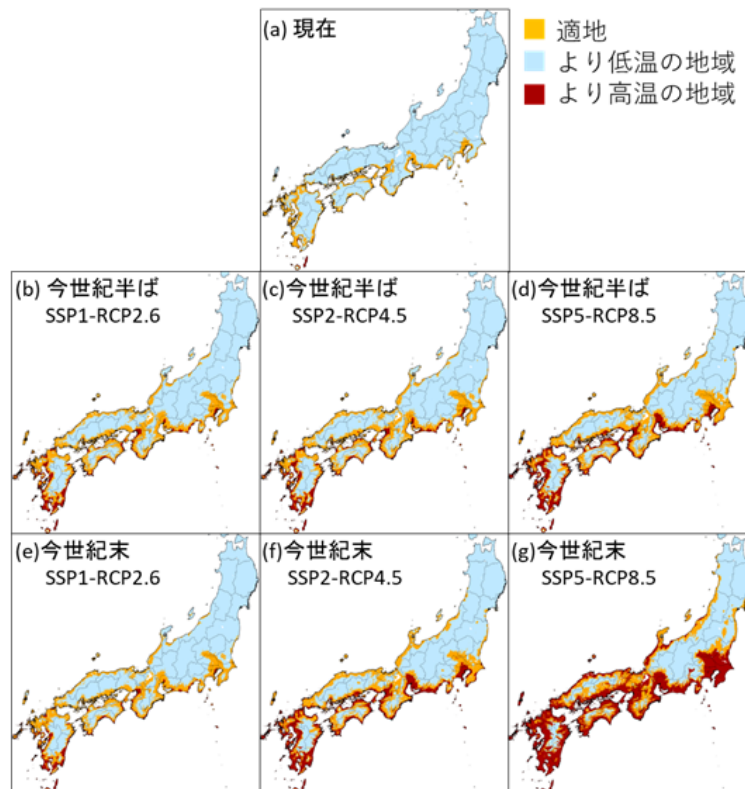 (a) 現在
適地
より低温の地域
より高温の地域
(b) 今世紀半ば
SSP1-RCP2.6
(c) 今世紀半ば
SSP2-RCP4.5
(d) 今世紀半ば
SSP5-RCP8.5
(e) 今世紀末
SSP1-RCP2.6
(f) 今世紀末
SSP2-RCP4.5
(g)今世紀末
SSP5-RCP8.5